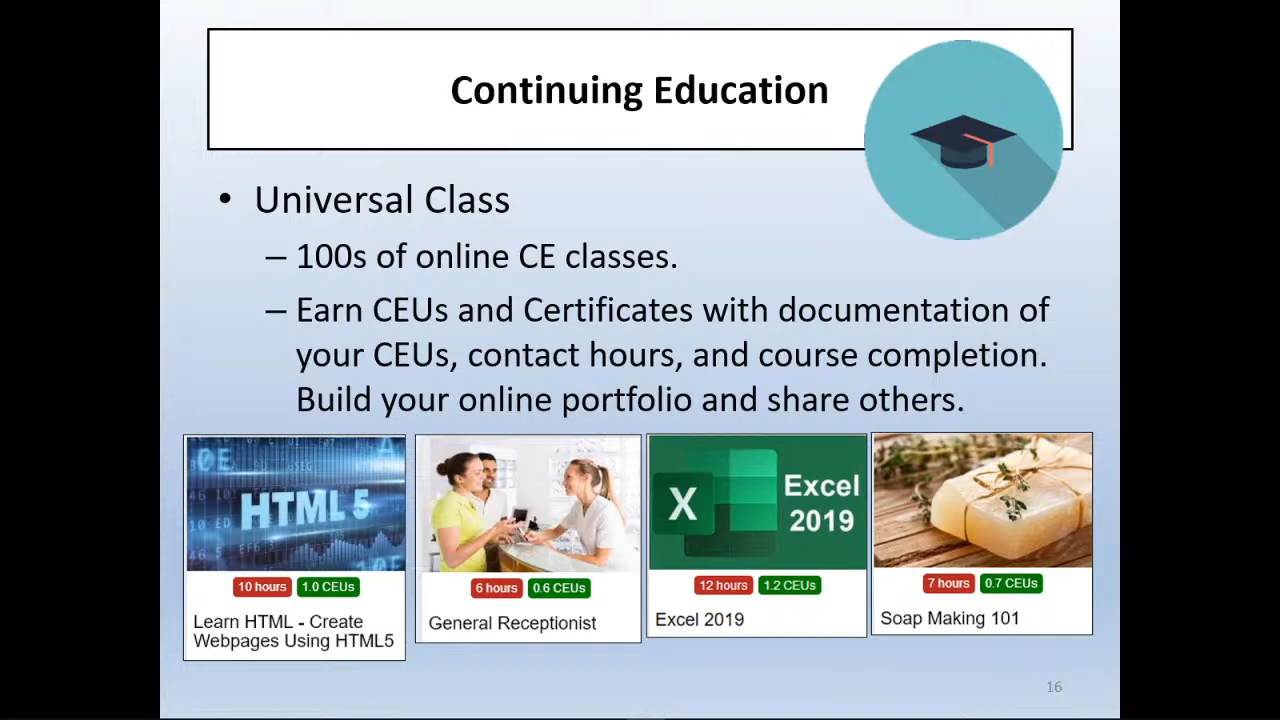 Continuing Education
• Universal Class
– 100s of online CE classes.
– Earn CEUs and Certificates with documentation of
your CEUs, contact hours, and course completion.
Build your online portfolio and share others.
HTML 5
10 hours 1.0 CEUs
Learn HTML - Create
Webpages Using HTML5
6 hours 0.6 CEUs
General Receptionist
X
Excel
2019
12 hours 1.2 CEUs
Excel 2019
7 hours 0.7 CEUs
Soap Making 101
16